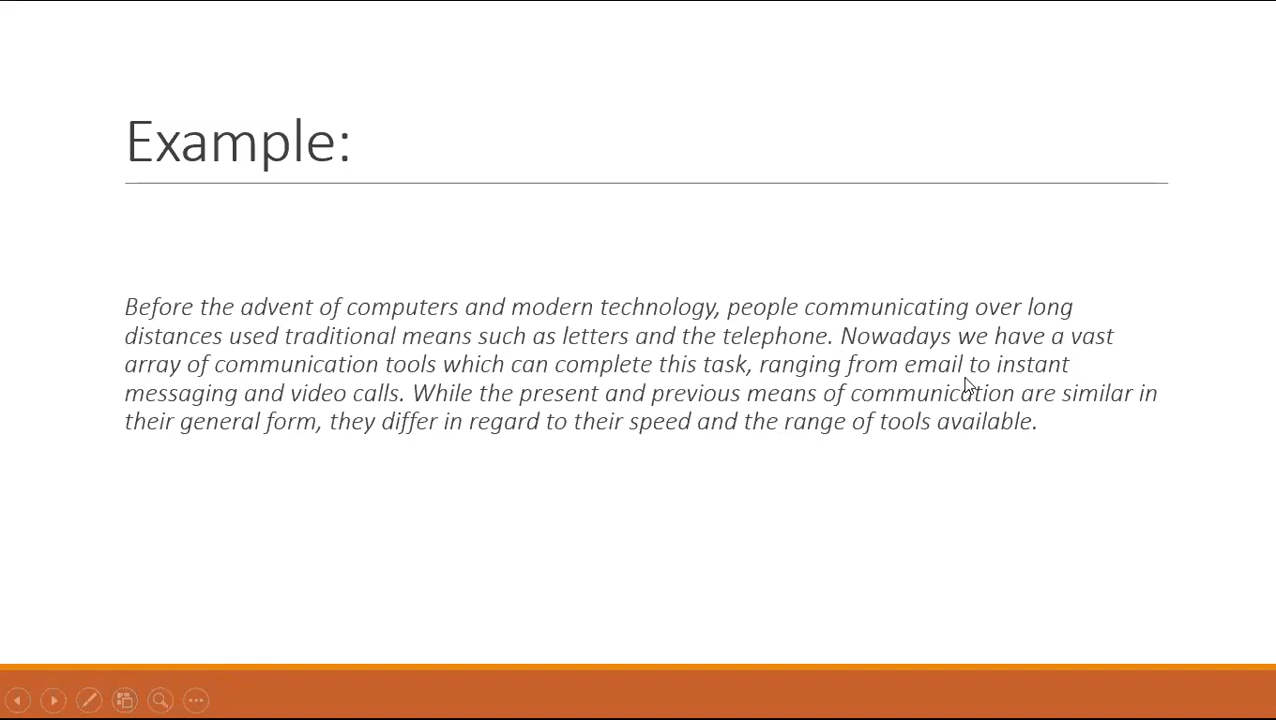 Example:
Before the advent of computers and modern technology, people communicating over long
distances used traditional means such as letters and the telephone. Nowadays we have a vast
array of communication tools which can complete this task, ranging from email to instant
messaging and video calls. While the present and previous means of communication are similar in
their general form, they differ in regard to their speed and the range of tools available.